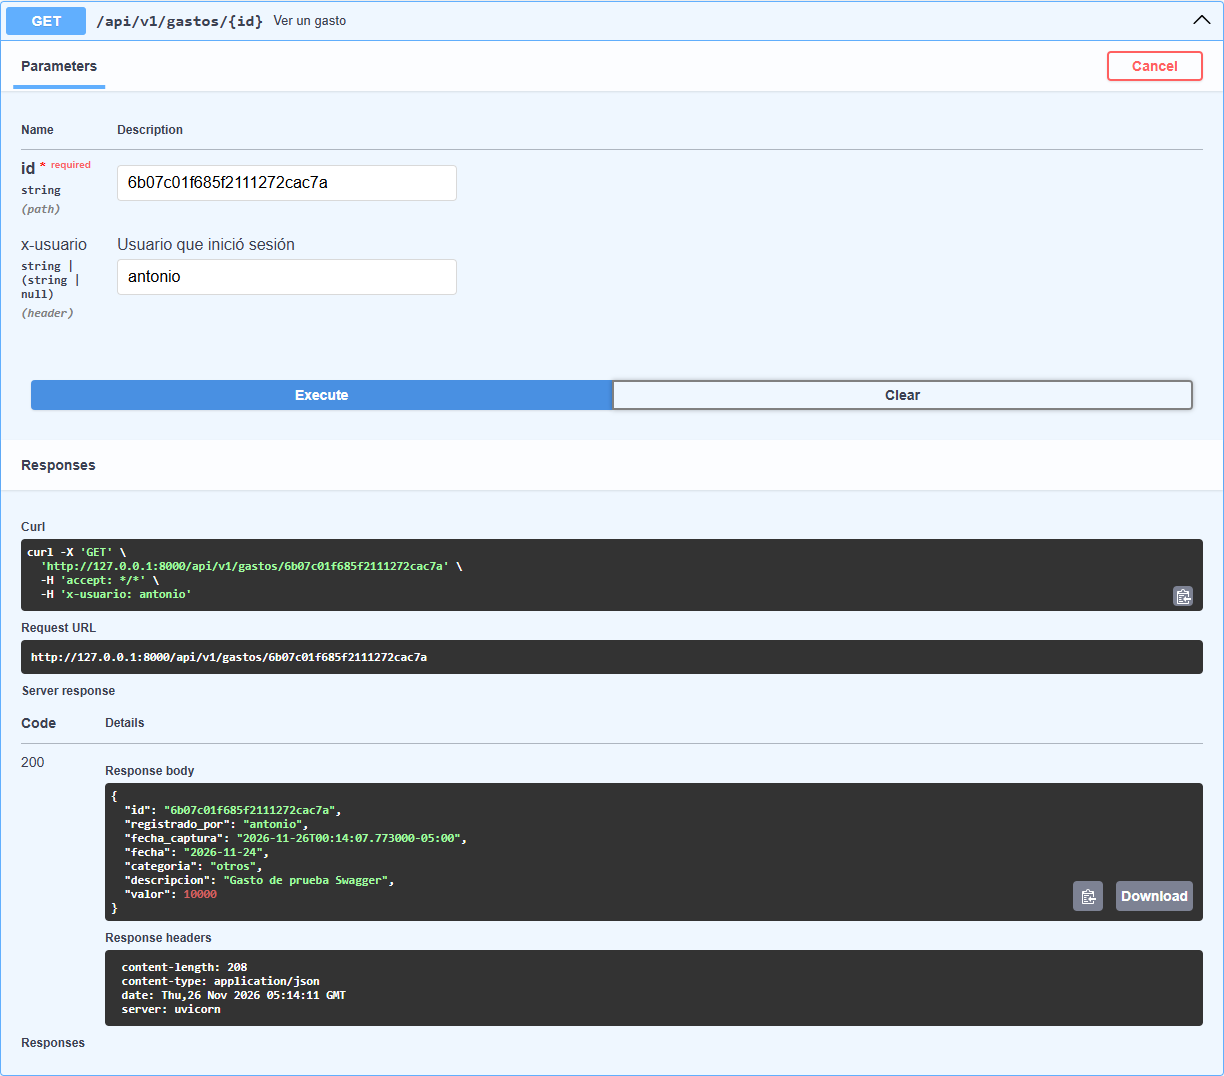 GET /api/v1/gastos/{id} Ver un gasto
Parameters
Cancel
Name Description
id * required
string
(path)
6b07c01f685f2111272cac7a
x-usuario
string |
(string |
null)
(header)
Usuario que inició sesión
antonio
Execute Clear
Responses
Curl
curl -X 'GET' \
'http://127.0.0.1:8000/api/v1/gastos/6b07c01f685f2111272cac7a' \
-H 'accept: */*' \
-H 'x-usuario: antonio'
Request URL
http://127.0.0.1:8000/api/v1/gastos/6b07c01f685f2111272cac7a
Server response
Code Details
200
Response body
{
"id": "6b07c01f685f2111272cac7a",
"registrado_por": "antonio",
"fecha_captura": "2026-11-26T00:14:07.773000-05:00",
"fecha": "2026-11-24",
"categoria": "otros",
"descripcion": "Gasto de prueba Swagger",
"valor": 10000
}
Download
Response headers
content-length: 208
content-type: application/json
date: Thu,26 Nov 2026 05:14:11 GMT
server: uvicorn
Responses